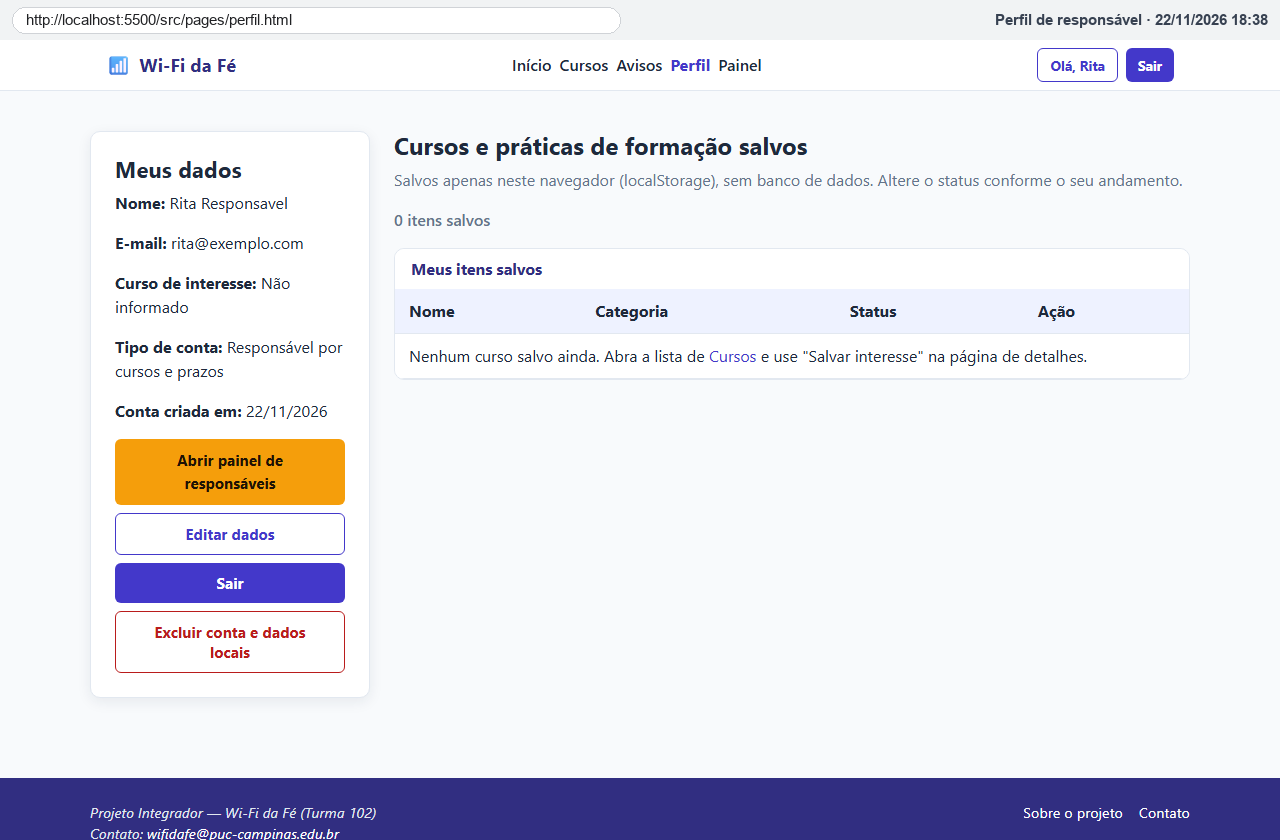 http://localhost:5500/src/pages/perfil.html
Perfil de responsável · 22/11/2026 18:38
Wi-Fi da Fé
Início Cursos Avisos Perfil Painel
Olá, Rita
Sair
Meus dados
Nome: Rita Responsavel
E-mail: rita@exemplo.com
Curso de interesse: Não
informado
Tipo de conta: Responsável por
cursos e prazos
Conta criada em: 22/11/2026
Abrir painel de
responsáveis
Editar dados
Sair
Excluir conta e dados
locais
Cursos e práticas de formação salvos
Salvos apenas neste navegador (localStorage), sem banco de dados. Altere o status conforme o seu andamento.
0 itens salvos
Meus itens salvos
Nome Categoria Status Ação
Nenhum curso salvo ainda. Abra a lista de Cursos e use "Salvar interesse" na página de detalhes.
Projeto Integrador — Wi-Fi da Fé (Turma 102)
Contato: wifidafe@puc-campinas.edu.br
Sobre o projeto Contato